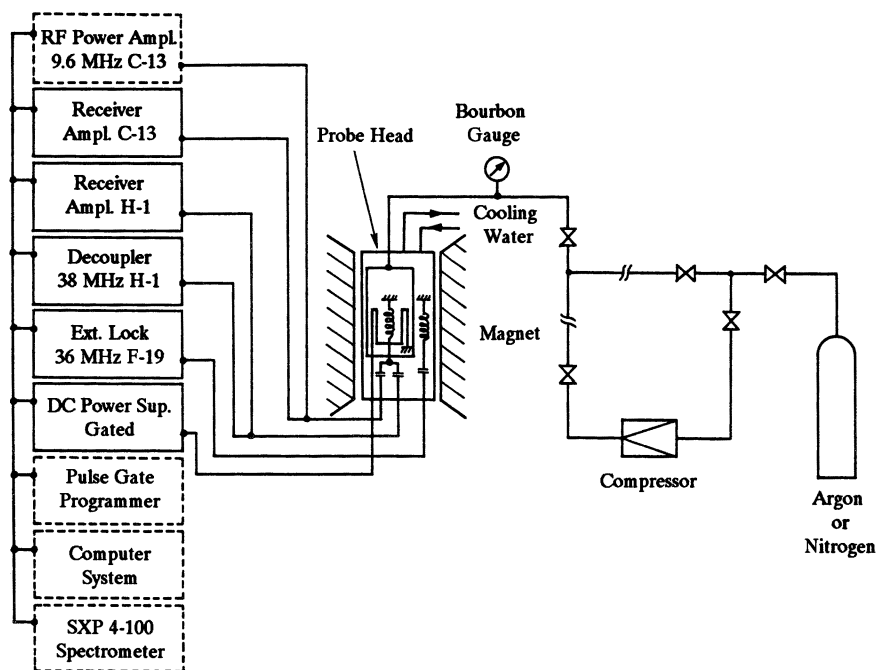 RF Power Ampl.
9.6 MHz C-13
Receiver
Ampl. C-13
Receiver
Ampl. H-1
Decoupler
38 MHz H-1
Ext. Lock
36 MHz F-19
DC Power Sup.
Gated
Pulse Gate
Programmer
Computer
System
SXP 4-100
Spectrometer
Probe Head
Bourbon
Gauge
Cooling
Water
Magnet
Compressor
Argon
or
Nitrogen